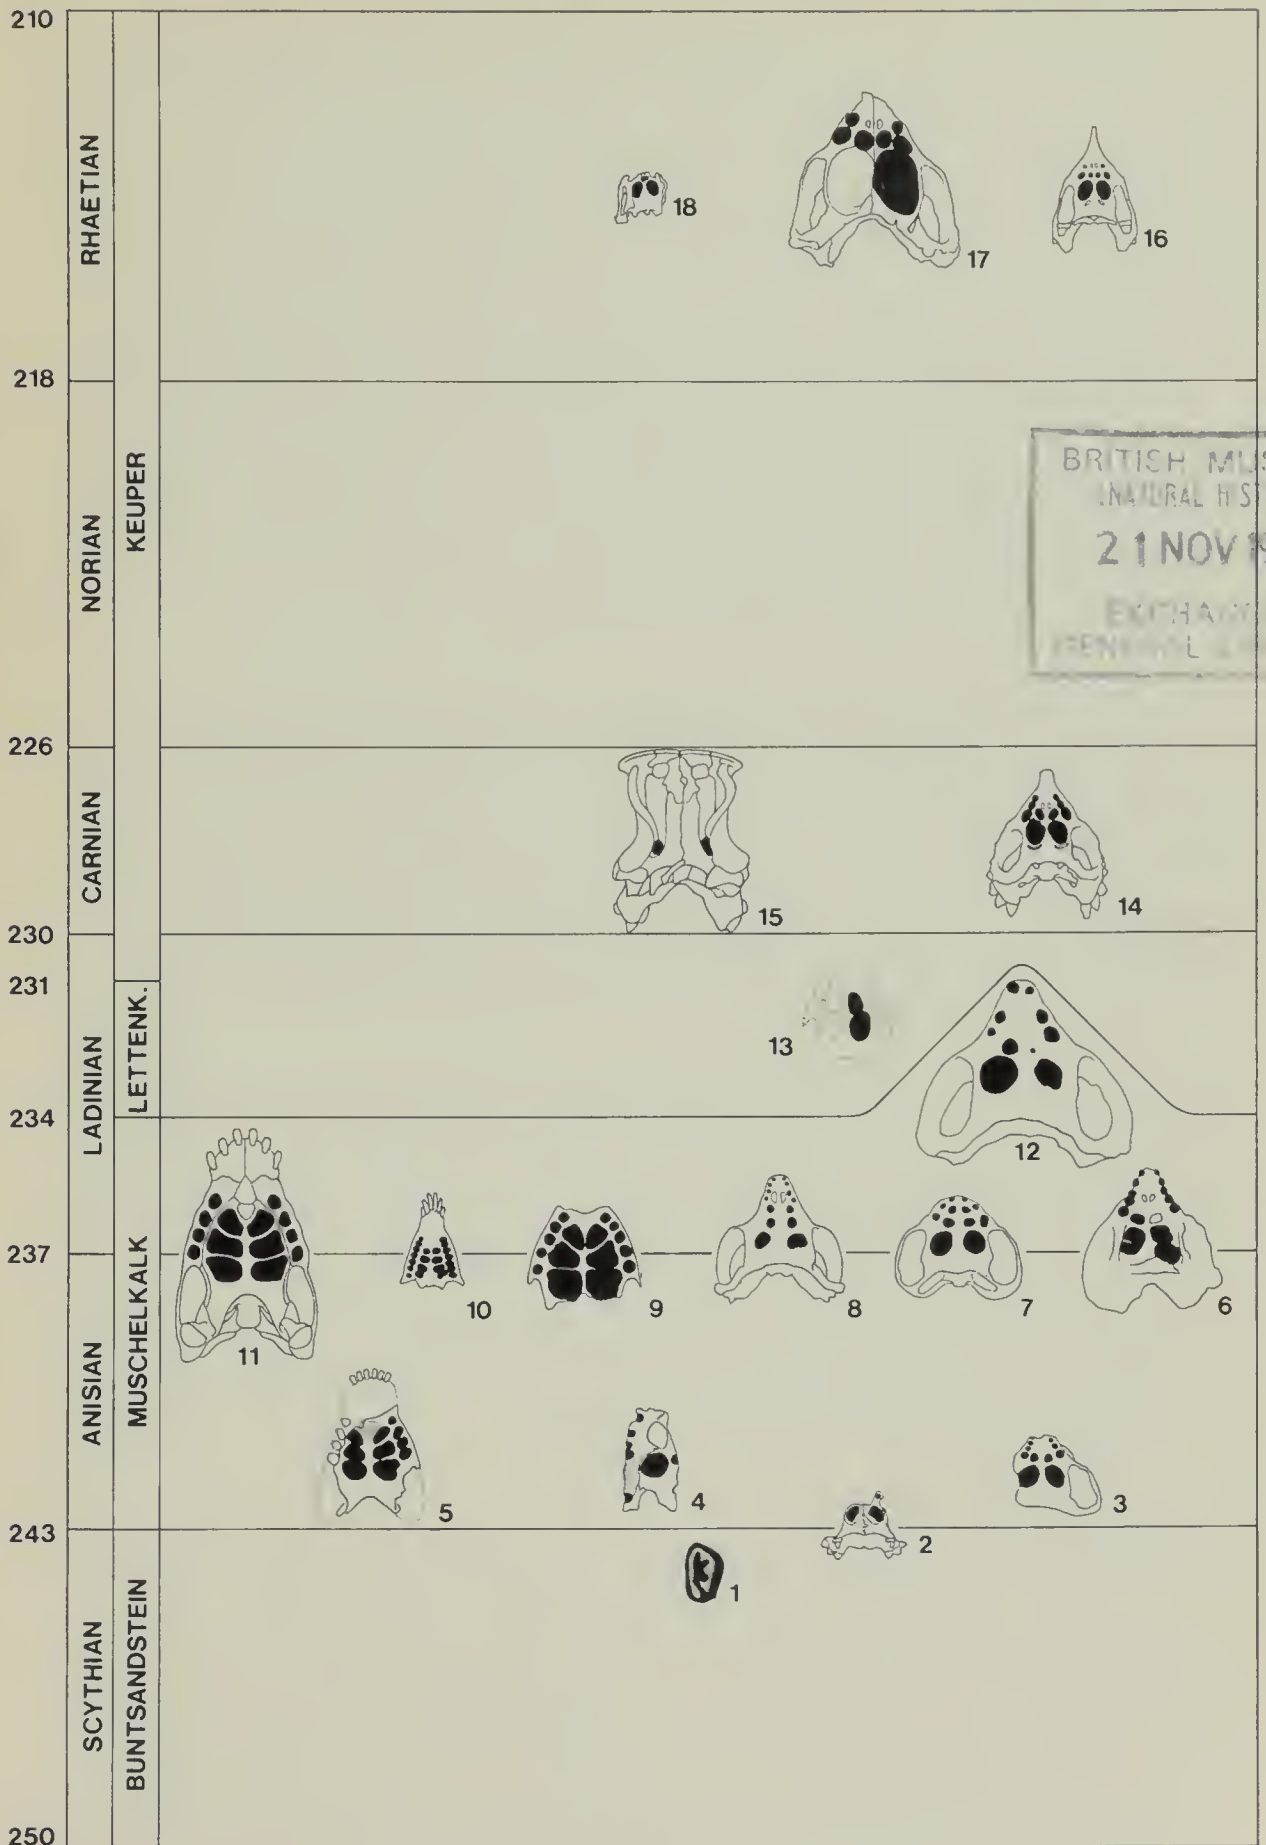 210
RHAETIAN
18
17
16
218
KEUPER
NORIAN
BRITISH
21 NOV
226
CARNIAN
15
14
230
231
LETTENK.
13
LADINIAN
234
12
237
MUSCHELKALK
11
10
9
8
7
6
ANISIAN
5
4
3
243
2
1
SCYTHIAN
BUNTSANDSTEIN
250